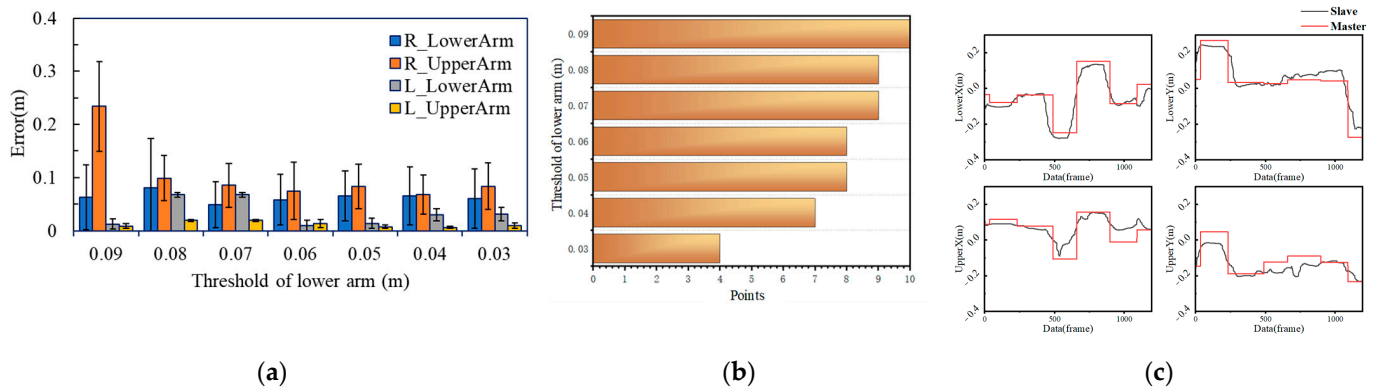 0.4
0.3
0.2
0.1
0
Error(m)
R_LowerArm
R_UpperArm
L_LowerArm
L_UpperArm
0.09 0.08 0.07 0.06 0.05 0.04 0.03
Threshold of lower arm (m)
(a)
Threshold of lower arm (m)
0.09
0.08
0.07
0.06
0.05
0.04
0.03
0 1 2 3 4 5 6 7 8 9 10
Points
(b)
Slave
Master
LowerX(m)
0.2
0.0
−0.2
−0.4
0 500 1000
Data(frame)
LowerY(m)
0.2
0.0
−0.2
−0.4
0 500 1000
Data(frame)
UpperX(m)
0.2
0.0
−0.2
−0.4
0 500 1000
Data(frame)
UpperY(m)
0.2
0.0
−0.2
−0.4
0 500 1000
Data(frame)
(c)